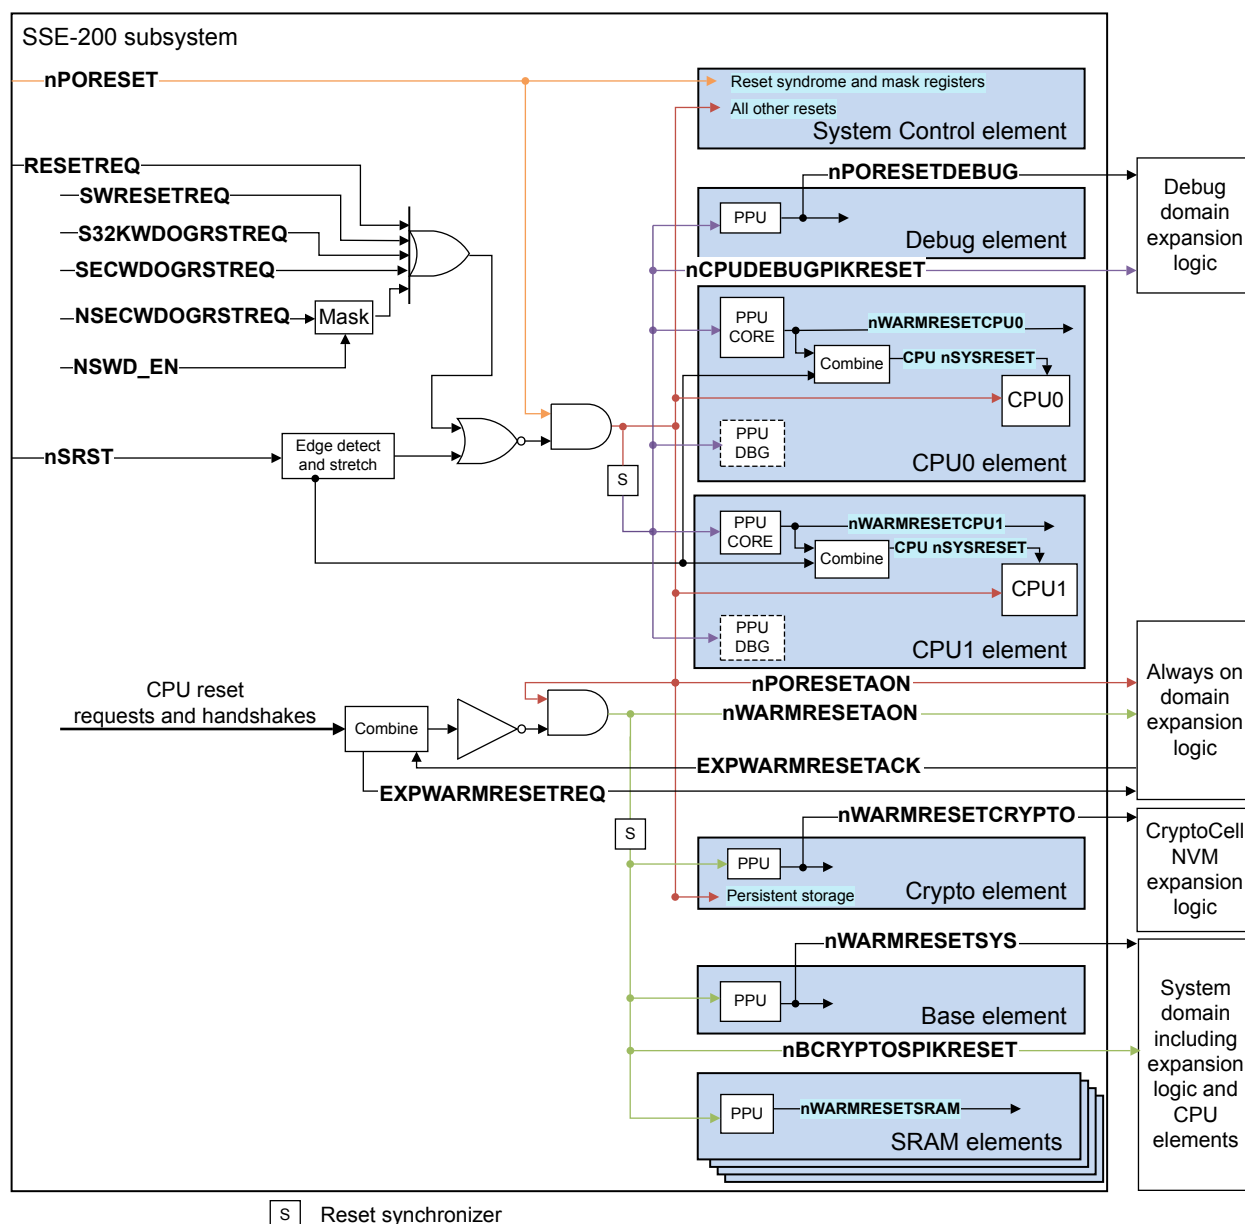 SSE-200 subsystem
nPORESET
Reset syndrome and mask registers
All other resets
System Control element
RESETREQ
SWRESETREQ
S32KWDOGRSTREQ
SECWDOGRSTREQ
NSECWDOGRSTREQ
Mask
NSWD_EN
nPORESETDEBUG
PPU
Debug element
Debug
domain
expansion
logic
nCPUDEBUGPIKRESET
PPU
CORE
nWARMRESETCPU0
Combine
CPU nSYSRESET
CPU0
PPU
DBG
CPU0 element
nSRST
Edge detect
and stretch
S
PPU
CORE
nWARMRESETCPU1
Combine
CPU nSYSRESET
CPU1
PPU
DBG
CPU1 element
CPU reset
requests and handshakes
Combine
nPORESETAON
nWARMRESETAON
EXPWARMRESETACK
EXPWARMRESETREQ
Always on
domain
expansion
logic
S
nWARMRESETCRYPTO
PPU
Crypto element
Persistent storage
CryptoCell
NVM
expansion
logic
nWARMRESETSYS
PPU
Base element
nBCRYPTOSPIKRESET
PPU
nWARMRESETSRAM
SRAM elements
System
domain
including
expansion
logic and
CPU
elements
S
Reset synchronizer